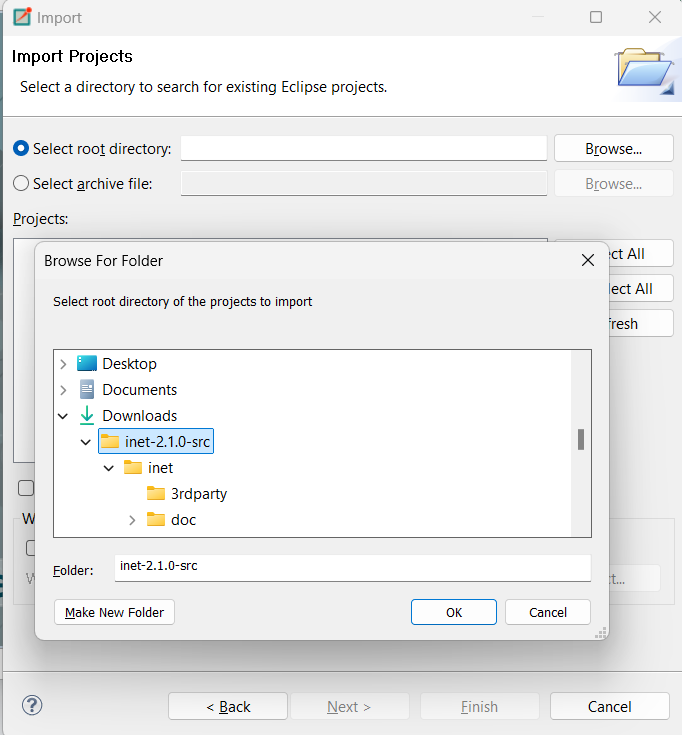 Import
Import Projects
Select a directory to search for existing Eclipse projects.
Select root directory:
Browse...
Select archive file:
Browse...
Projects:
ct All
lect All
fresh
Browse For Folder
Select root directory of the projects to import
Desktop
Documents
Downloads
inet-2.1.0-src
inet
3rdparty
doc
W
W
t...
Folder:
inet-2.1.0-src
Make New Folder
OK
Cancel
?
< Back
Next >
Finish
Cancel